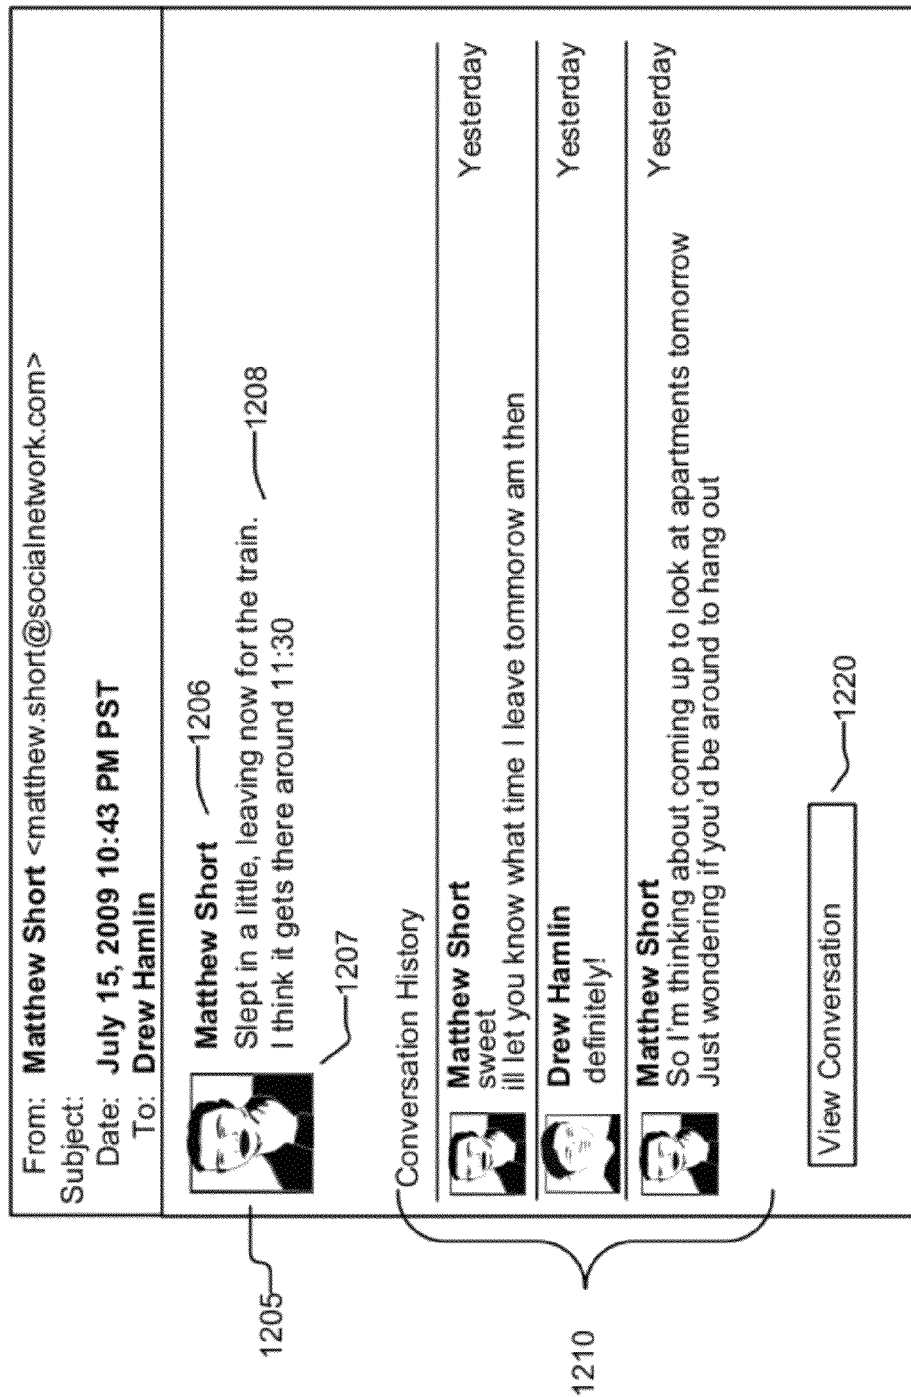 From: Matthew Short <matthew.short@socialnetwork.com>
Subject:
Date: July 15, 2009 10:43 PM PST
To: Drew Hamlin
1205
Matthew Short
1206
Slept in a little, leaving now for the train.
1208
I think it gets there around 11:30
1207
Conversation History
1210
Matthew Short Yesterday
sweet
ill let you know what time I leave tommorow am then
Drew Hamlin Yesterday
definitely!
Matthew Short Yesterday
So I'm thinking about coming up to look at apartments tomorrow
Just wondering if you'd be around to hang out
View Conversation
1220